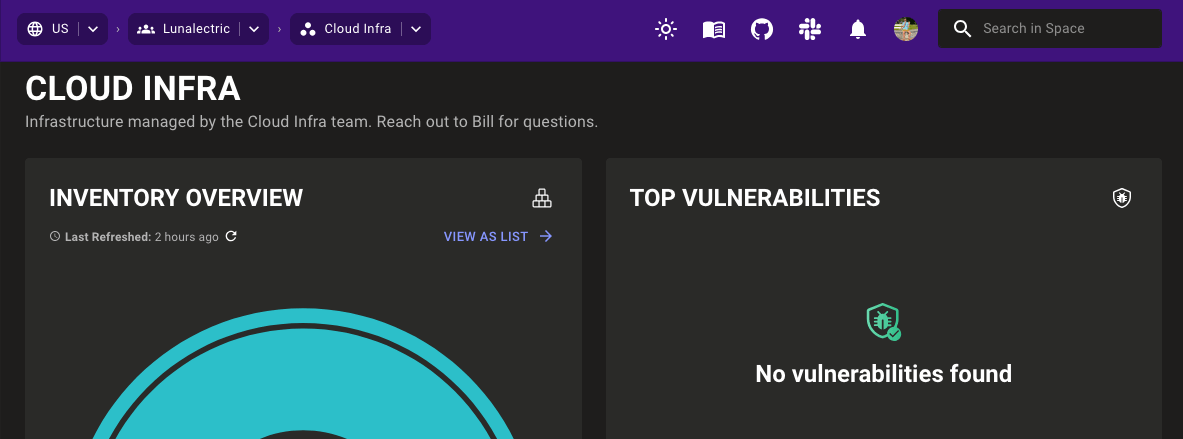 US
Lunalectric
Cloud Infra
Search in Space
CLOUD INFRA
Infrastructure managed by the Cloud Infra team. Reach out to Bill for questions.
INVENTORY OVERVIEW
Last Refreshed: 2 hours ago
VIEW AS LIST
TOP VULNERABILITIES
No vulnerabilities found